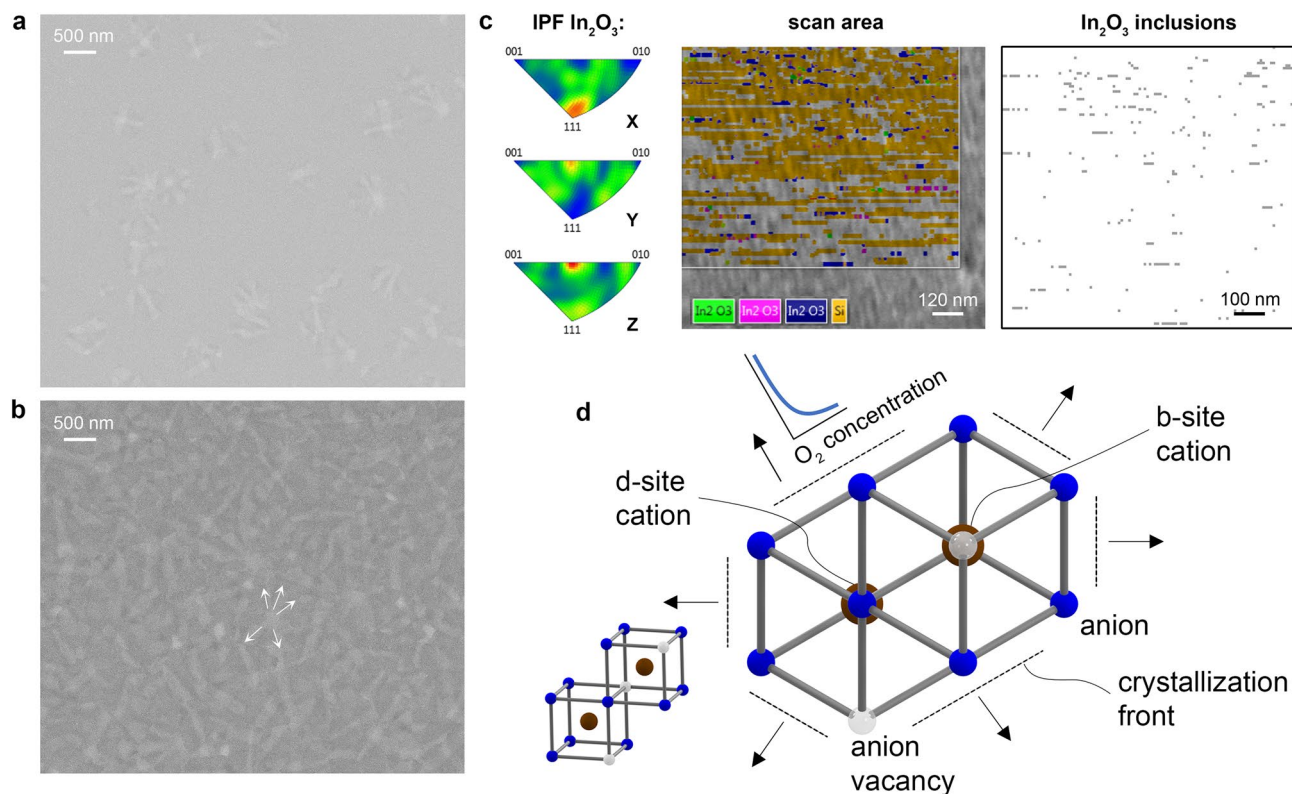 a
500 nm
b
500 nm
c
IPF In₂O₃:
001
010
111
X
001
010
111
Y
001
010
111
Z
scan area
In2 O3
In2 O3
In2 O3
Si
120 nm
In₂O₃ inclusions
100 nm
d
O₂ concentration
d-site
cation
b-site
cation
anion
crystallization
front
anion
vacancy